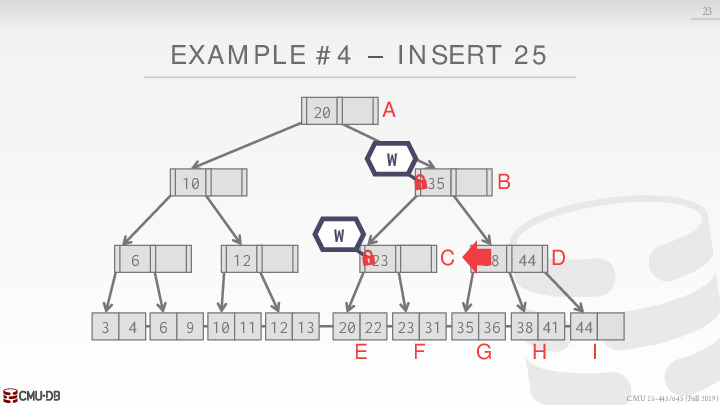 23
EXAMPLE #4 – INSERT 25
20 A
W
10 35 B
W
6 12 23 C 8 44 D
3 4 6 9 10 11 12 13 20 22 23 31 35 36 38 41 44
E F G H I
CMU·DB
CMU 15-445/645 (Fall 2019)